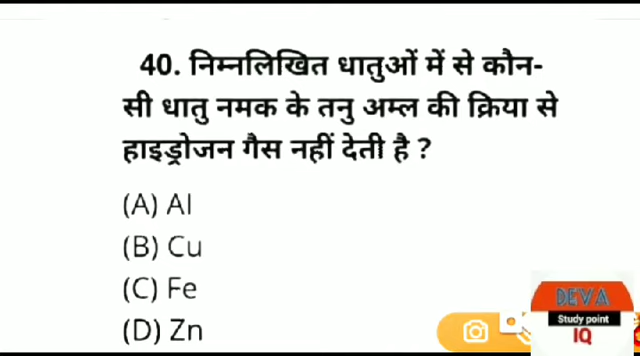 40. निम्नलिखित धातुओं में से कौन-
सी धातु नमक के तनु अम्ल की क्रिया से
हाइड्रोजन गैस नहीं देती है ?
(A) Al
(B) Cu
(C) Fe
(D) Zn
DEVA
Study point
IQ